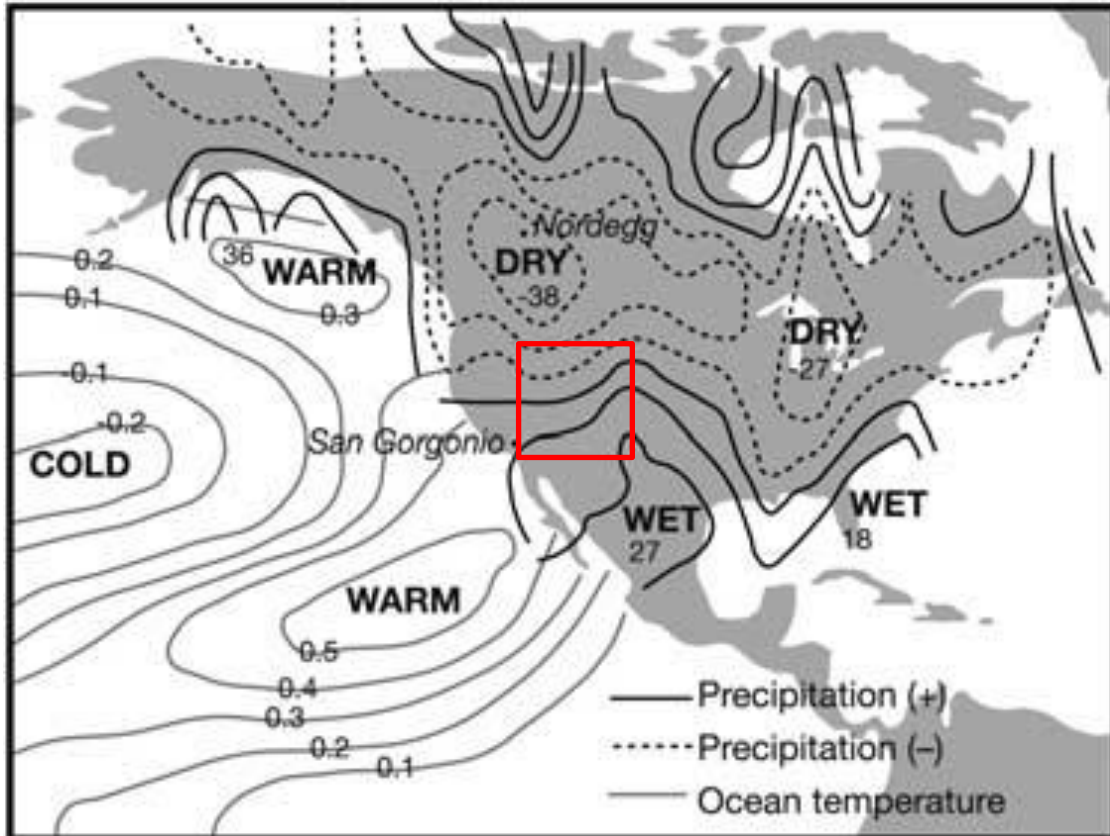 Nordegg
36
WARM
DRY
-38
0.2
0.1
0.3
DRY
-27
-0.1
-0.2
COLD
San Gorgonio
WET
27
WET
18
WARM
0.5
0.4
0.3
0.2
0.1
Precipitation (+)
Precipitation (–)
Ocean temperature